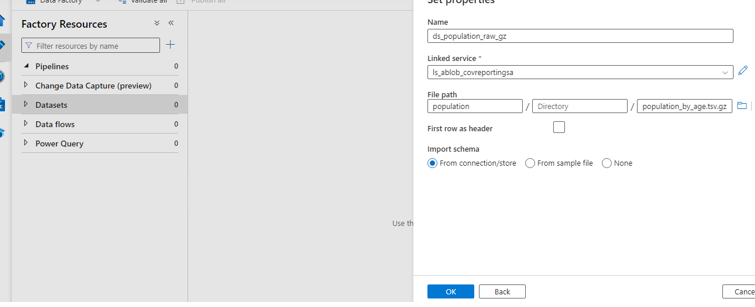 Data Factory
Validate all
Publish all
Factory Resources
Filter resources by name
Pipelines 0
Change Data Capture (preview) 0
Datasets 0
Data flows 0
Power Query 0
Use th
Set properties
Name
ds_population_raw_gz
Linked service *
ls_ablob_covreportingsa
File path
population / Directory / population_by_age.tsv.gz
First row as header
Import schema
From connection/store From sample file None
OK Back Cance